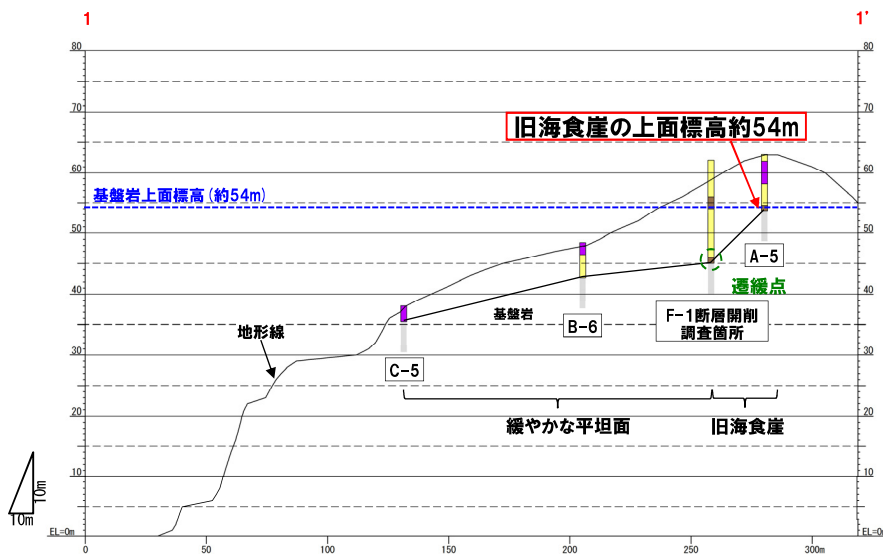 1
1'
80
80
70
70
旧海食崖の上面標高約54m
60
60
基盤岩上面標高(約54m)
50
50
A-5
遷緩点
40
40
基盤岩
B-6
F-1断層開削
調査箇所
地形線
30
30
C-5
20
20
緩やかな平坦面
旧海食崖
10
10
10m
10m
EL=0m
EL=0m
0
50
100
150
200
250
300m